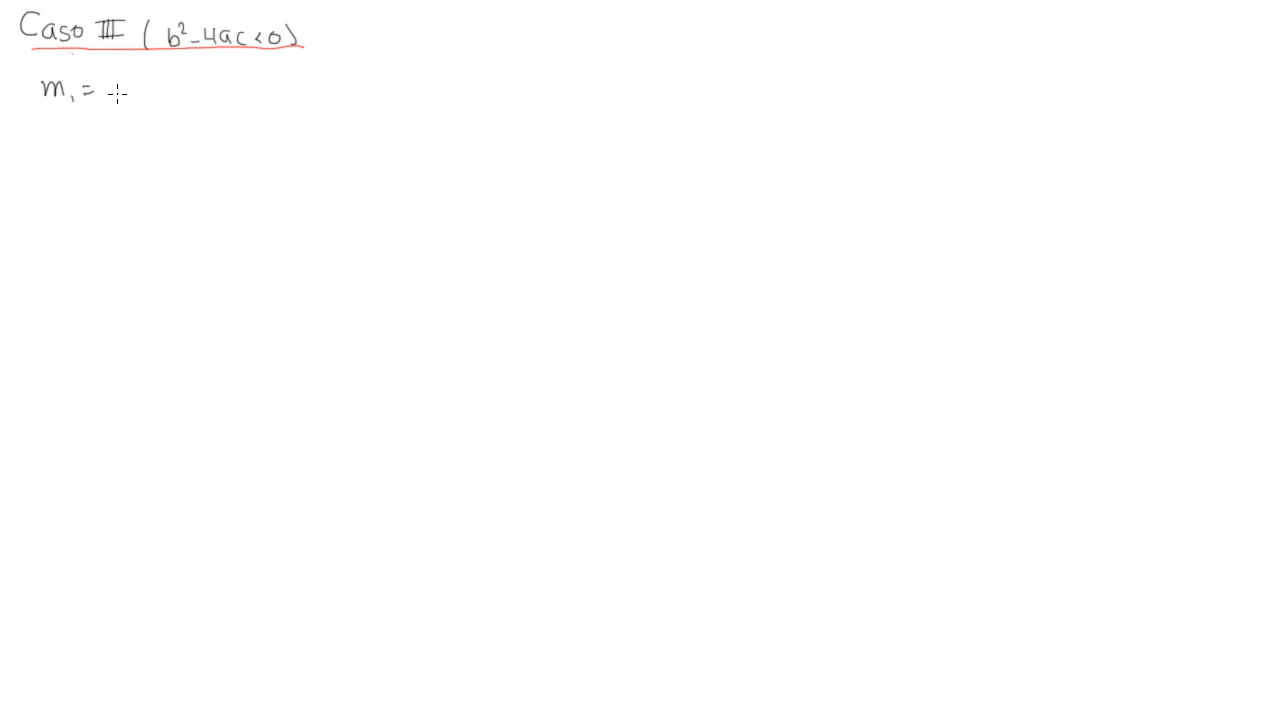 Caso III ( b²-4ac<0)
m₁ =